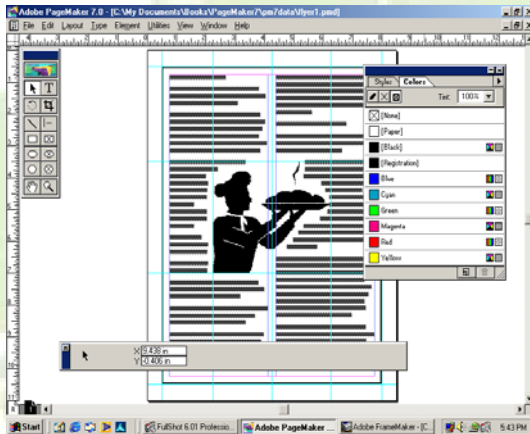 Adobe PageMaker 7.0 - [C:\My Documents\Books\PageMaker7\pm7data\flyer1.pmd]
File Edit Layout Type Element Utilities View Window Help
Styles Colors
Tint: 100%
[None]
[Paper]
[Black]
[Registration]
Blue
Cyan
Green
Magenta
Red
Yellow
X 9.438 in
Y -0.406 in
Start
FullShot 6.01 Professio...
Adobe PageMaker ...
Adobe FrameMaker - [C...
5:43 PM